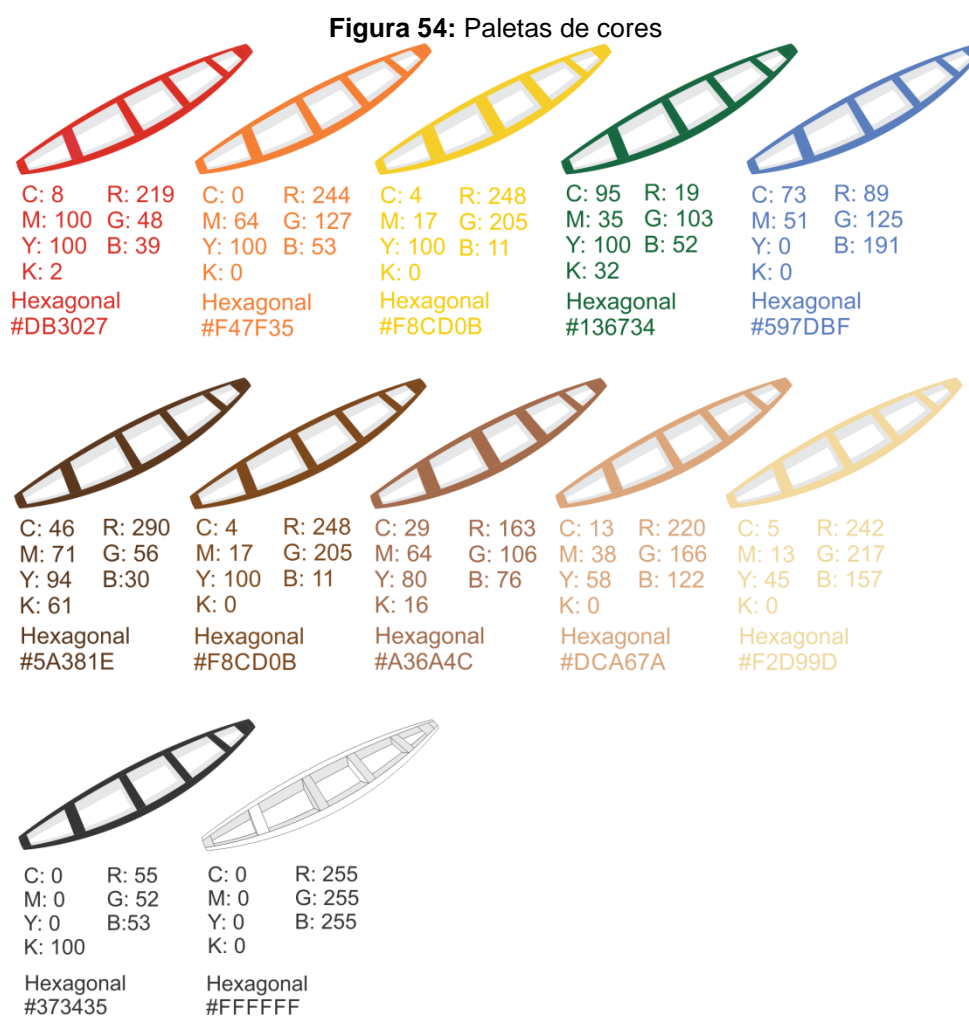 Figura 54: Paletas de cores
C: 8 R: 219
M: 100 G: 48
Y: 100 B: 39
K: 2
Hexagonal
#DB3027
C: 0 R: 244
M: 64 G: 127
Y: 100 B: 53
K: 0
Hexagonal
#F47F35
C: 4 R: 248
M: 17 G: 205
Y: 100 B: 11
K: 0
Hexagonal
#F8CD0B
C: 95 R: 19
M: 35 G: 103
Y: 100 B: 52
K: 32
Hexagonal
#136734
C: 73 R: 89
M: 51 G: 125
Y: 0 B: 191
K: 0
Hexagonal
#597DBF
C: 46 R: 290
M: 71 G: 56
Y: 94 B:30
K: 61
Hexagonal
#5A381E
C: 4 R: 248
M: 17 G: 205
Y: 100 B: 11
K: 0
Hexagonal
#F8CD0B
C: 29 R: 163
M: 64 G: 106
Y: 80 B: 76
K: 16
Hexagonal
#A36A4C
C: 13 R: 220
M: 38 G: 166
Y: 58 B: 122
K: 0
Hexagonal
#DCA67A
C: 5 R: 242
M: 13 G: 217
Y: 45 B: 157
K: 0
Hexagonal
#F2D99D
C: 0 R: 55
M: 0 G: 52
Y: 0 B:53
K: 100
Hexagonal
#373435
C: 0 R: 255
M: 0 G: 255
Y: 0 B: 255
K: 0
Hexagonal
#FFFFFF